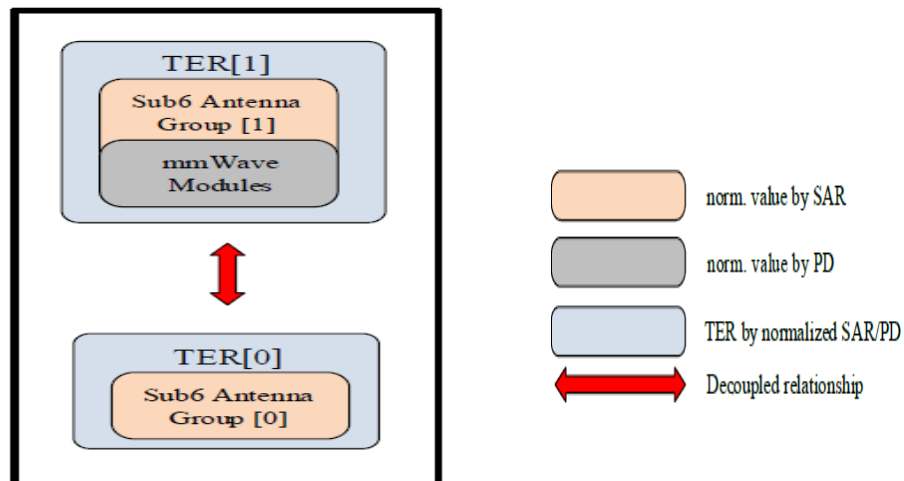 TER[1]
Sub6 Antenna
Group [1]
mmWave
Modules
TER[0]
Sub6 Antenna
Group [0]
norm. value by SAR
norm. value by PD
TER by normalized SAR/PD
Decoupled relationship